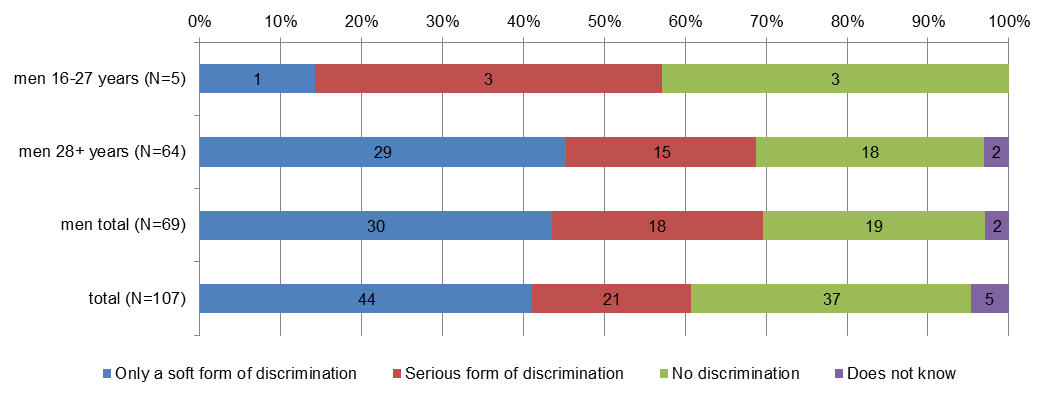 0% 10% 20% 30% 40% 50% 60% 70% 80% 90% 100%
men 16-27 years (N=5) 1 3 3
men 28+ years (N=64) 29 15 18 2
men total (N=69) 30 18 19 2
total (N=107) 44 21 37 5
Only a soft form of discrimination Serious form of discrimination No discrimination Does not know